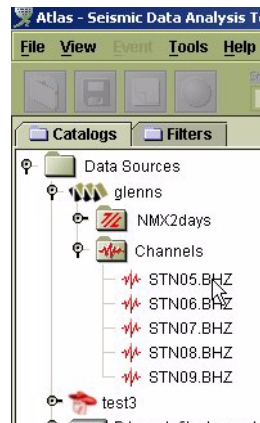 Atlas - Seismic Data Analysis
File View Event Tools Help
Catalogs Filters
Data Sources
glenns
NMX2days
Channels
STN05.BHZ
STN06.BHZ
STN07.BHZ
STN08.BHZ
STN09.BHZ
test3